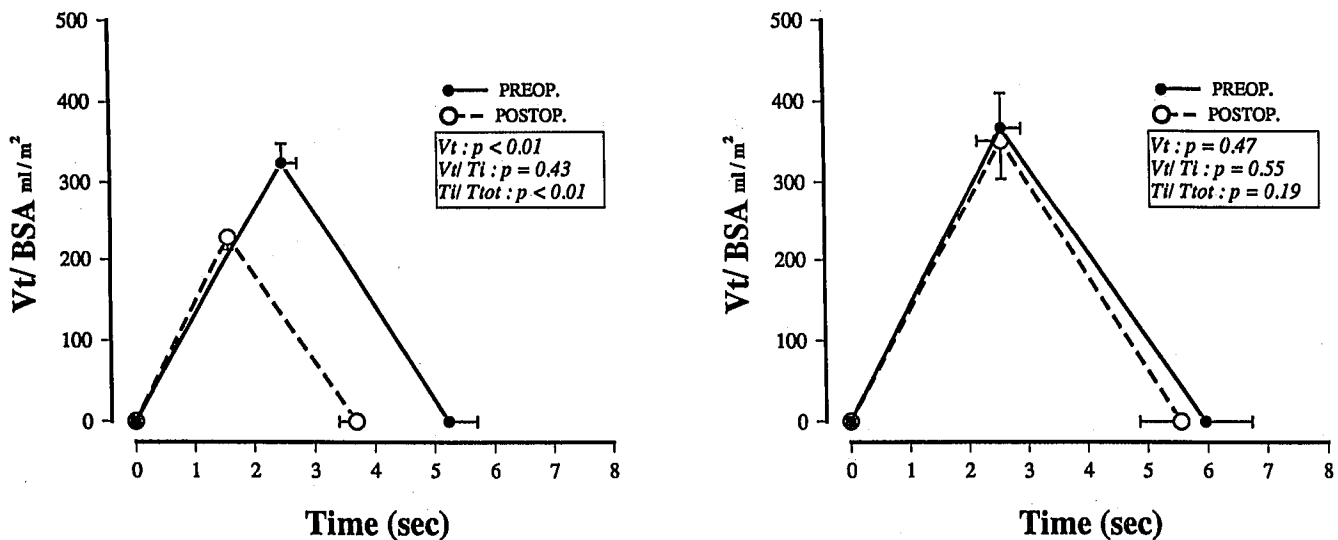 500
400
300
200
100
0
Vt/ BSA ml/m²
PREOP.
POSTOP.
Vt : p < 0.01
Vt/ Ti : p = 0.43
Ti/ Ttot : p < 0.01
0 1 2 3 4 5 6 7 8
Time (sec)
500
400
300
200
100
0
Vt/ BSA ml/m²
PREOP.
POSTOP.
Vt : p = 0.47
Vt/ Ti : p = 0.55
Ti/ Ttot : p = 0.19
0 1 2 3 4 5 6 7 8
Time (sec)